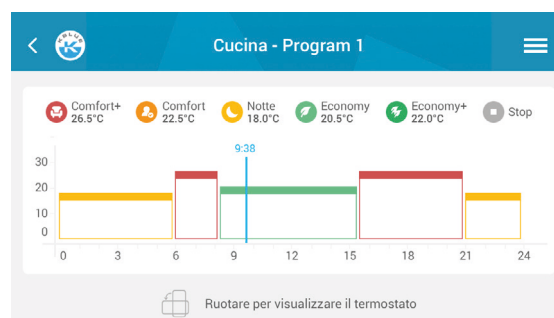 KBLUE
K
Cucina - Program 1
Comfort+ Comfort Notte Economy Economy+ Stop
26.5°C 22.5°C 18.0°C 20.5°C 22.0°C
9:38
30
20
10
0
0 3 6 9 12 15 18 21 24
Ruotare per visualizzare il termostato